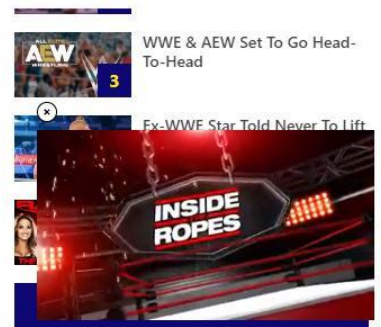 ALL ELITE
AEW
WRESTLING
3
WWE & AEW Set To Go Head-
To-Head
Ex-WWE Star Told Never To Lift
INSIDE
ROPES